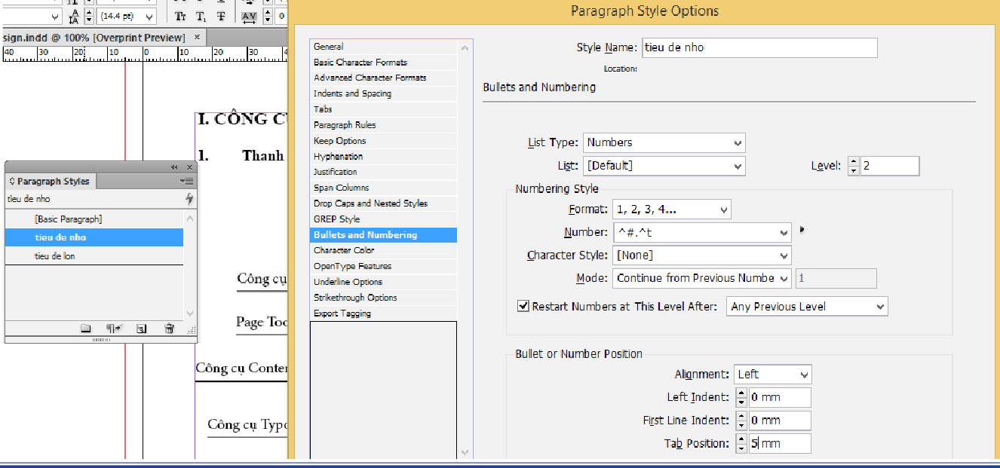 (14.4 pt)
0
sign.indd @ 100% [Overprint Preview] ×
40 30 20 10 0 10 20 30
I. CÔNG C
1. Thanh
Paragraph Styles
tieu de nho
[Basic Paragraph]
tieu de nho
tieu de lon
Công cụ
Page Too
Công cụ Conte
Công cụ Typ
Paragraph Style Options
General
Basic Character Formats
Advanced Character Formats
Indents and Spacing
Tabs
Paragraph Rules
Keep Options
Hyphenation
Justification
Span Columns
Drop Caps and Nested Styles
GREP Style
Bullets and Numbering
Character Color
OpenType Features
Underline Options
Strikethrough Options
Export Tagging
Style Name: tieu de nho
Location:
Bullets and Numbering
List Type: Numbers
List: [Default] Level: 2
Numbering Style
Format: 1, 2, 3, 4...
Number: ^#.^t
Character Style: [None]
Mode: Continue from Previous Numbe 1
Restart Numbers at This Level After: Any Previous Level
Bullet or Number Position
Alignment: Left
Left Indent: 0 mm
First Line Indent: 0 mm
Tab Position: 5 mm